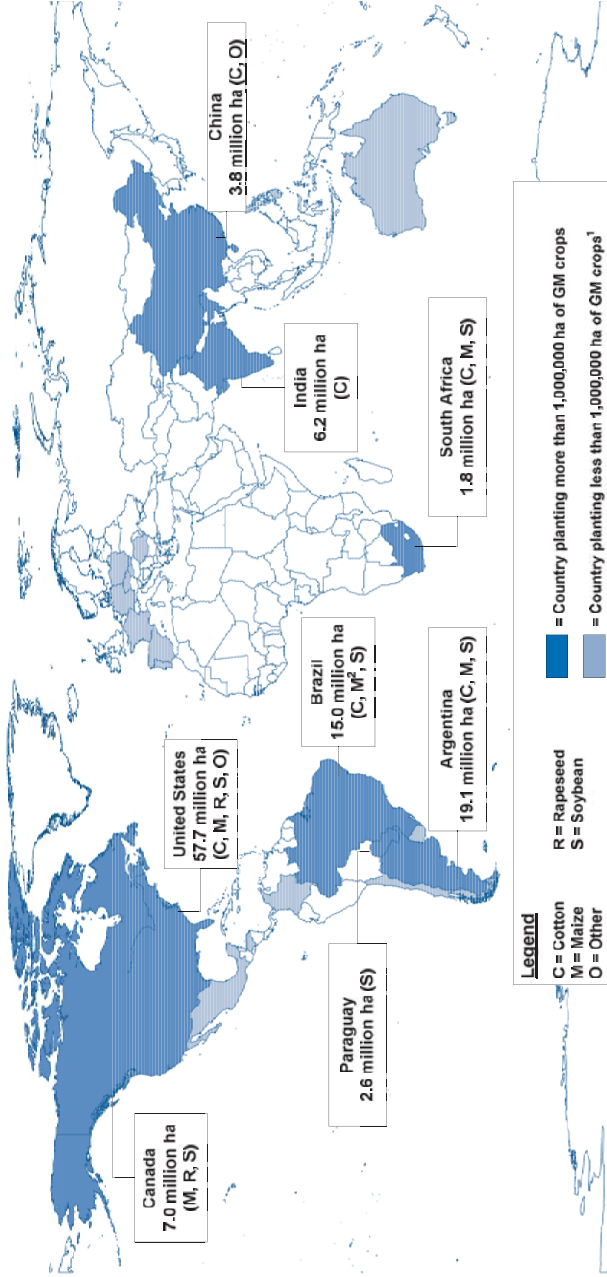 Canada
7.0 million ha
(M, R, S)
United States
57.7 million ha
(C, M, R, S, O)
Paraguay
2.6 million ha (S)
Brazil
15.0 million ha
(C, M², S)
Argentina
19.1 million ha (C, M, S)
India
6.2 million ha
(C)
South Africa
1.8 million ha (C, M, S)
China
3.8 million ha (C, O)
Legend
C = Cotton
M = Maize
O = Other
R = Rapeseed
S = Soybean
= Country planting more than 1,000,000 ha of GM crops
= Country planting less than 1,000,000 ha of GM crops¹